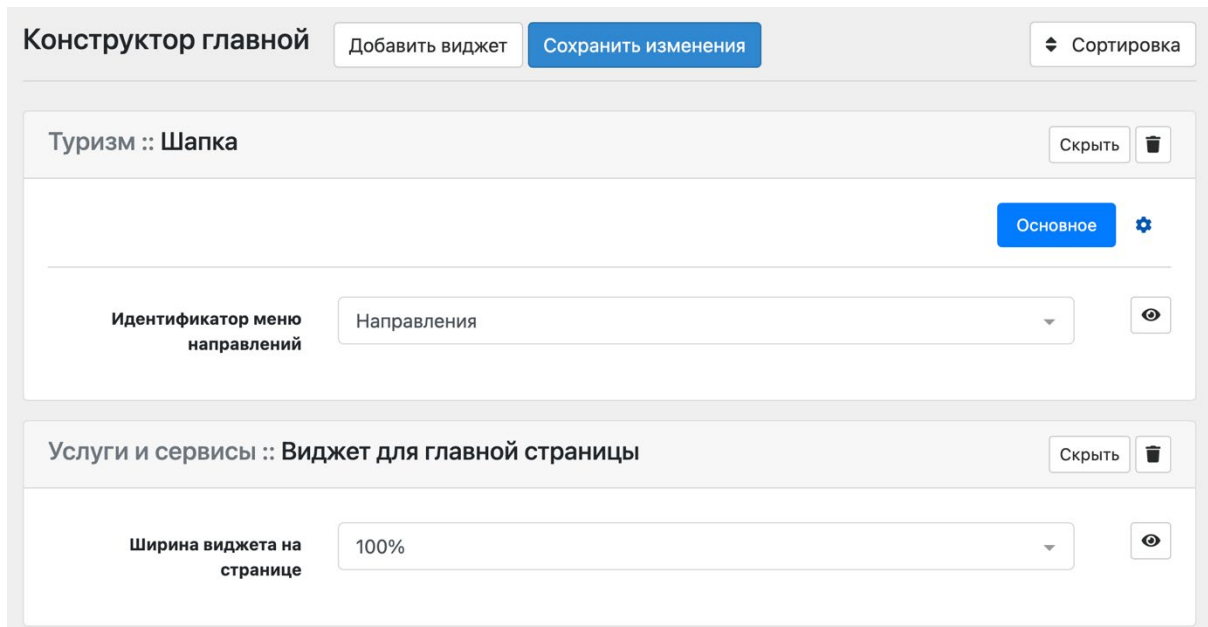 Конструктор главной Добавить виджет Сохранить изменения Сортировка
Туризм :: Шапка Скрыть
Основное
Идентификатор меню Направления
направлений
Услуги и сервисы :: Виджет для главной страницы Скрыть
Ширина виджета на 100%
странице